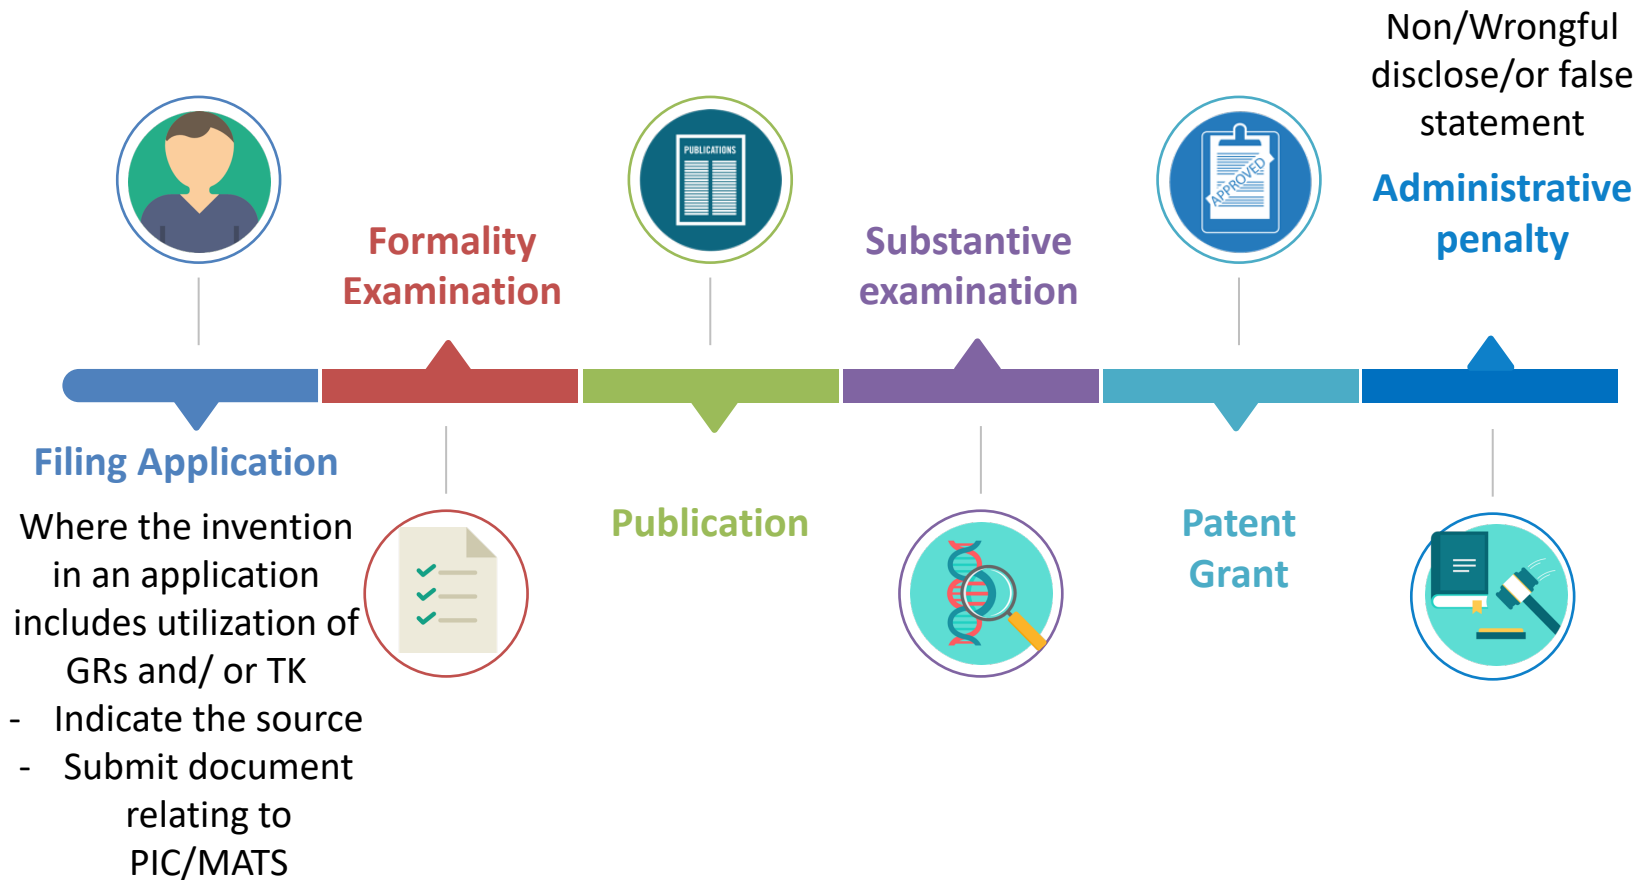 Filing Application
Where the invention
in an application
includes utilization of
GRs and/ or TK
- Indicate the source
- Submit document
relating to
PIC/MATS
Formality
Examination
PUBLICATIONS
Publication
Substantive
examination
APPROVED
Patent
Grant
Non/Wrongful
disclose/or false
statement
Administrative
penalty